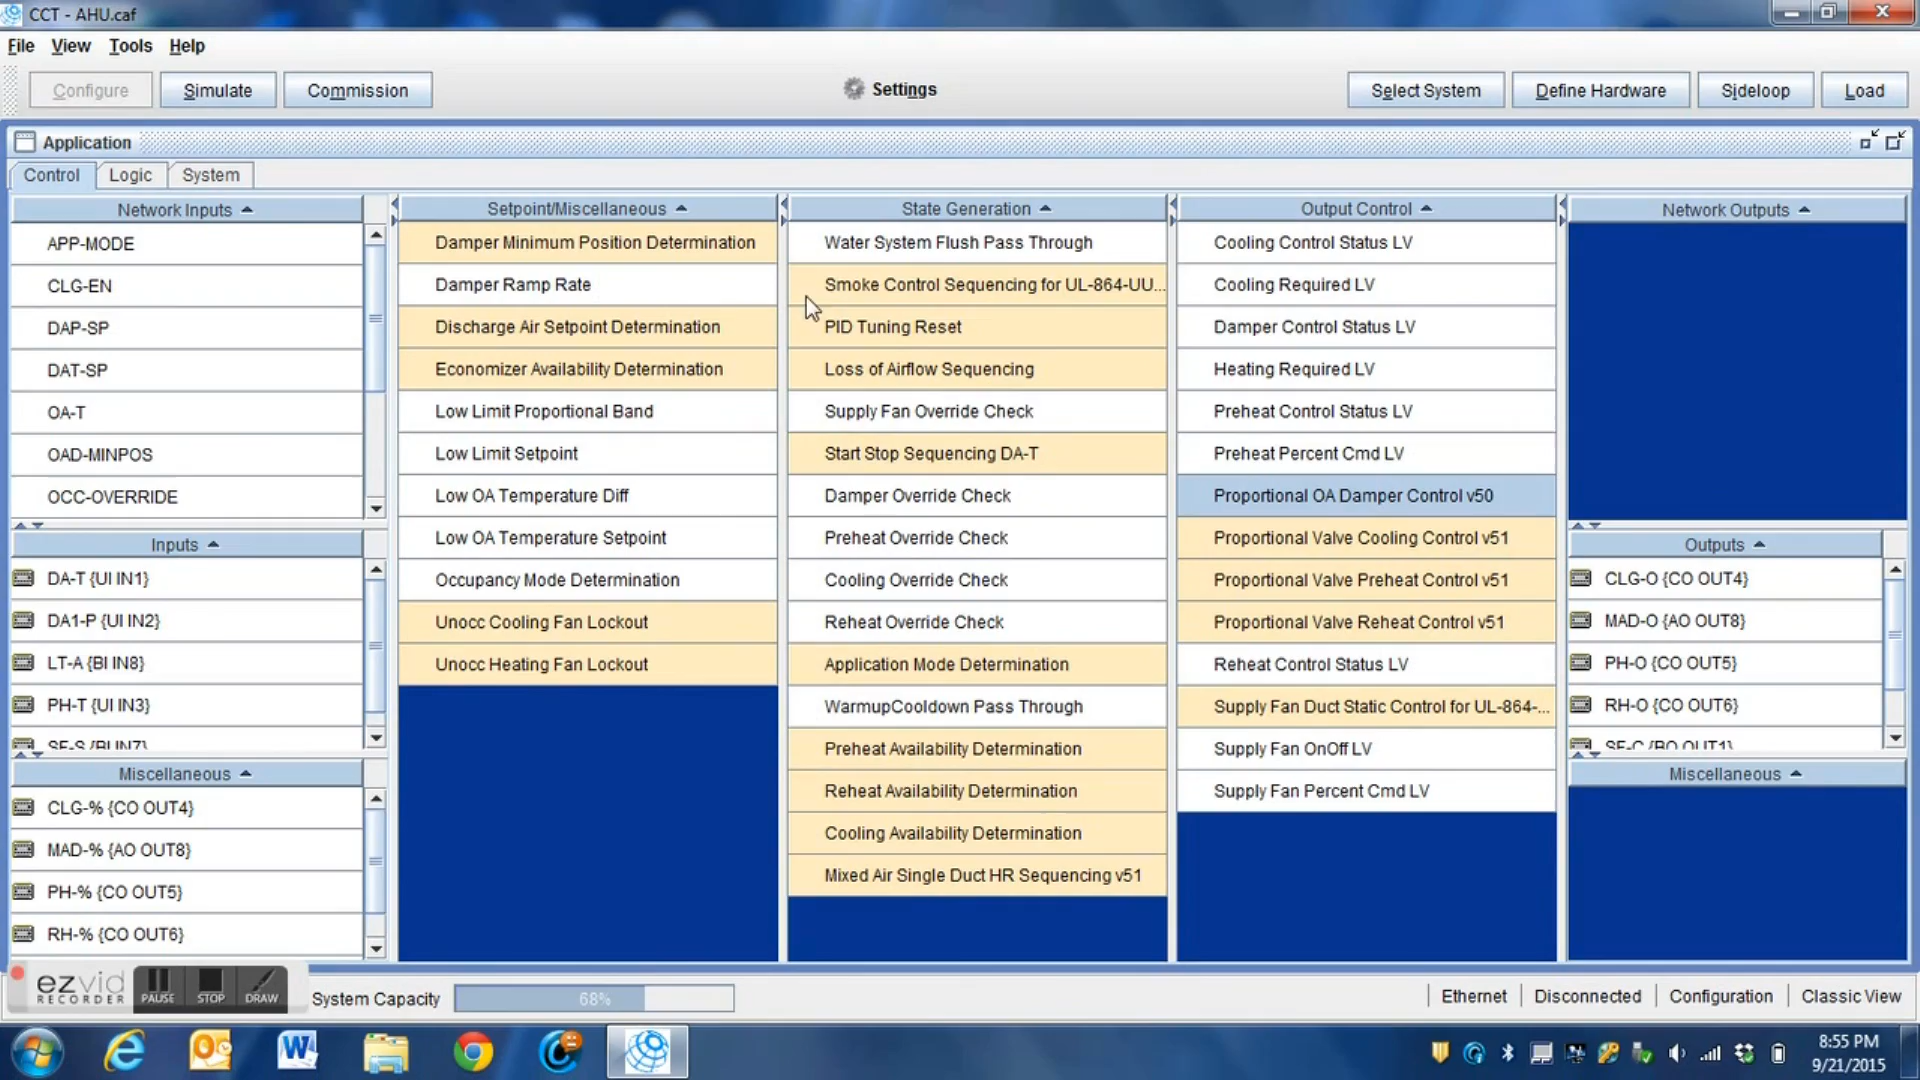 CCT - AHU.caf
File View Tools Help
Configure Simulate Commission Settings Select System Define Hardware Sideloop Load
Application
Control Logic System
Network Inputs
APP-MODE
CLG-EN
DAP-SP
DAT-SP
OA-T
OAD-MINPOS
OCC-OVERRIDE
Inputs
DA-T {UI IN1}
DA1-P {UI IN2}
LT-A {BI IN8}
PH-T {UI IN3}
SF-S {BI IN7}
Miscellaneous
CLG-% {CO OUT4}
MAD-% {AO OUT8}
PH-% {CO OUT5}
RH-% {CO OUT6}
Setpoint/Miscellaneous
Damper Minimum Position Determination
Damper Ramp Rate
Discharge Air Setpoint Determination
Economizer Availability Determination
Low Limit Proportional Band
Low Limit Setpoint
Low OA Temperature Diff
Low OA Temperature Setpoint
Occupancy Mode Determination
Unocc Cooling Fan Lockout
Unocc Heating Fan Lockout
State Generation
Water System Flush Pass Through
Smoke Control Sequencing for UL-864-UU...
PID Tuning Reset
Loss of Airflow Sequencing
Supply Fan Override Check
Start Stop Sequencing DA-T
Damper Override Check
Preheat Override Check
Cooling Override Check
Reheat Override Check
Application Mode Determination
WarmupCooldown Pass Through
Preheat Availability Determination
Reheat Availability Determination
Cooling Availability Determination
Mixed Air Single Duct HR Sequencing v51
Output Control
Cooling Control Status LV
Cooling Required LV
Damper Control Status LV
Heating Required LV
Preheat Control Status LV
Preheat Percent Cmd LV
Proportional OA Damper Control v50
Proportional Valve Cooling Control v51
Proportional Valve Preheat Control v51
Proportional Valve Reheat Control v51
Reheat Control Status LV
Supply Fan Duct Static Control for UL-864-...
Supply Fan OnOff LV
Supply Fan Percent Cmd LV
Network Outputs
Outputs
CLG-O {CO OUT4}
MAD-O {AO OUT8}
PH-O {CO OUT5}
RH-O {CO OUT6}
SF-C {BO OUT1}
Miscellaneous
ezvid
RECORDER
PAUSE STOP DRAW
System Capacity 68%
Ethernet Disconnected Configuration Classic View
8:55 PM
9/21/2015